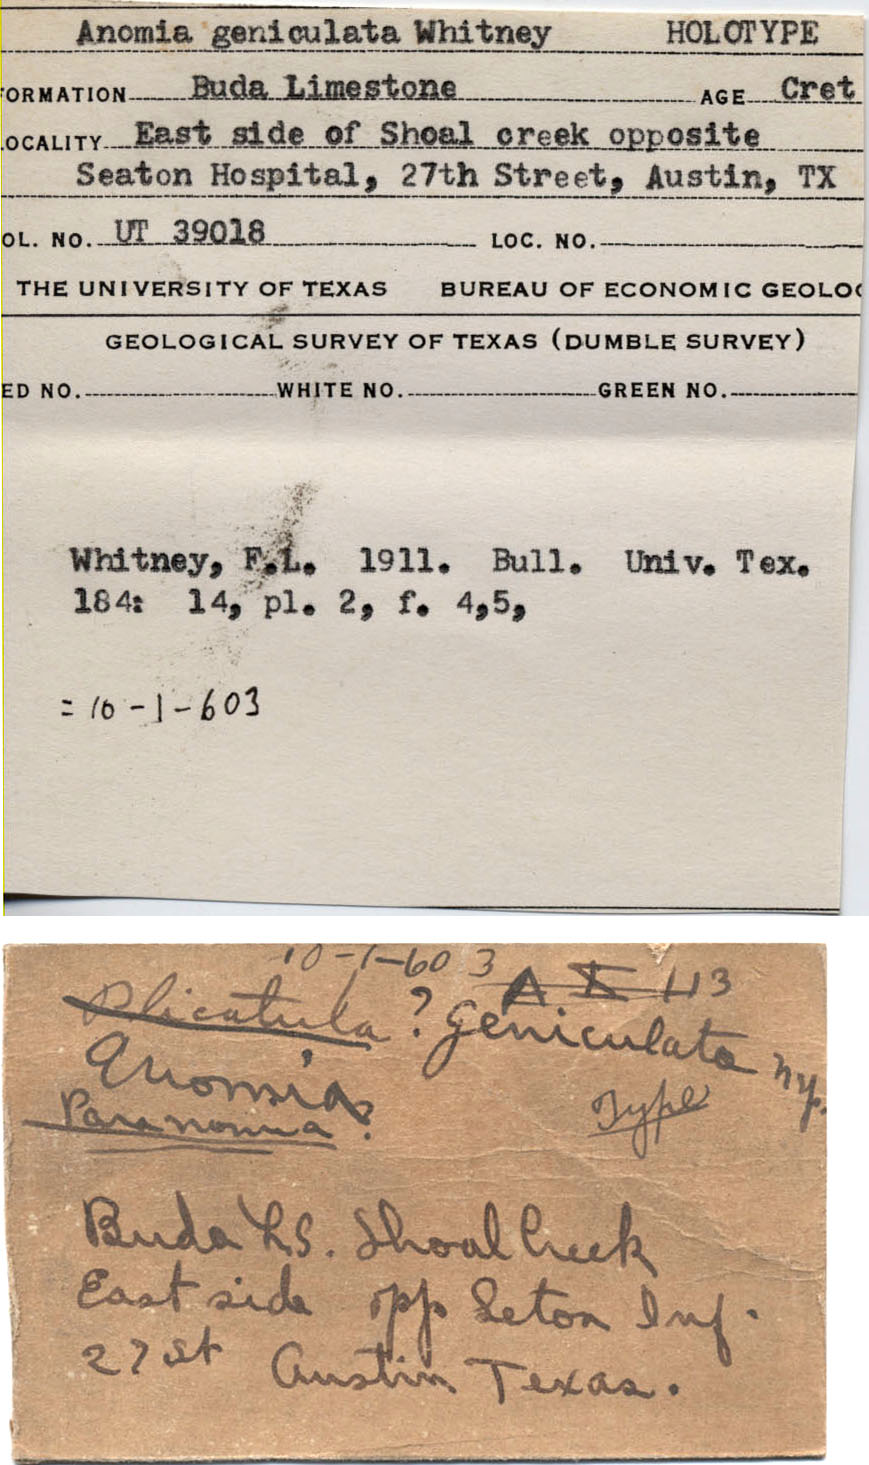 Anomia geniculata Whitney HOLOTYPE
FORMATION Buda Limestone AGE Cret
LOCALITY East side of Shoal creek opposite
Seaton Hospital, 27th Street, Austin, TX
OL. NO. UT 39018 LOC. NO.
THE UNIVERSITY OF TEXAS BUREAU OF ECONOMIC GEOLOG
GEOLOGICAL SURVEY OF TEXAS (DUMBLE SURVEY)
ED NO. WHITE NO. GREEN NO.
Whitney, F.L. 1911. Bull. Univ. Tex.
184: 14, pl. 2, f. 4,5,
= 10-1-603
10-1-603 113
Plicatula ? geniculata
Anomia
Paranomia? Type
Buda LS. Shoal Creek
East side opp Seton Inf.
27 St Austin Texas.